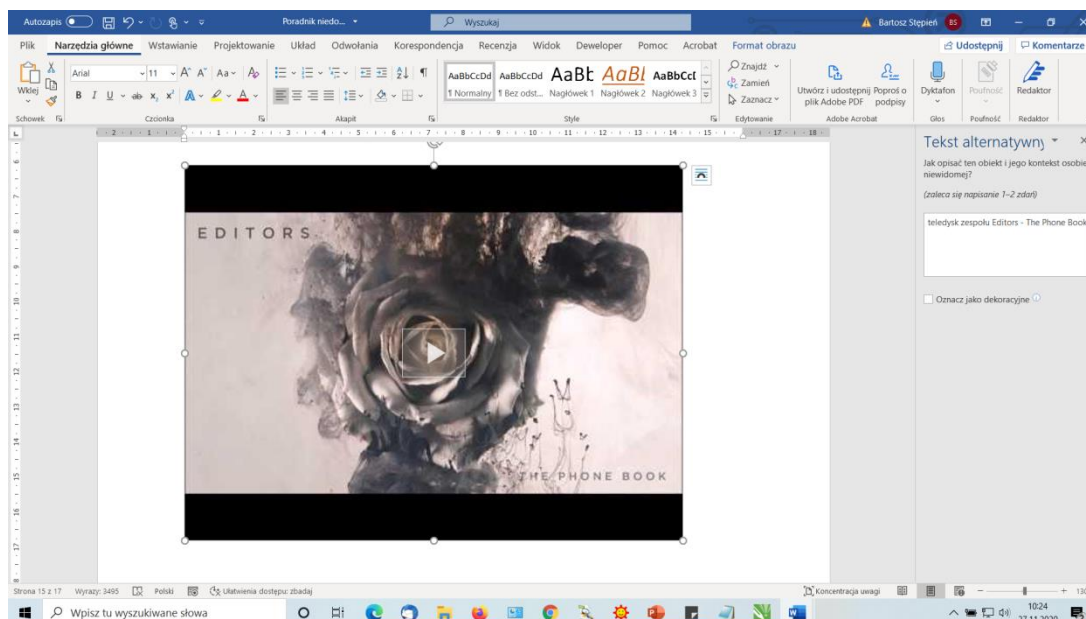 Autozapis
Poradnik niedo...
Wyszukaj
Bartosz Stępień BS
Plik Narzędzia główne Wstawianie Projektowanie Układ Odwołania Korespondencja Recenzja Widok Deweloper Pomoc Acrobat Format obrazu
Udostępnij Komentarze
Wklej
Arial 11
AaBbCcDd AaBbCcDd AaBb AaBl AaBbCcI
¶ Normalny ¶ Bez odst... Nagłówek 1 Nagłówek 2 Nagłówek 3
Znajdź
Zamień
Zaznacz
Utwórz i udostępnij plik Adobe PDF
Poproś o podpisy
Dyktafon Poufność Redaktor
Schowek Czcionka Akapit Style Edytowanie Adobe Acrobat Głos Poufność Redaktor
EDITORS
THE PHONE BOOK
Tekst alternatywny
Jak opisać ten obiekt i jego kontekst osobie
niewidomej?
(zaleca się napisanie 1–2 zdań)
teledysk zespołu Editors - The Phone Book
Oznacz jako dekoracyjne
Strona 15 z 17 Wyrazy: 3495 Polski Ułatwienia dostępu: zbadaj
Koncentracja uwagi
Wpisz tu wyszukiwane słowa
10:24
27.11.2020